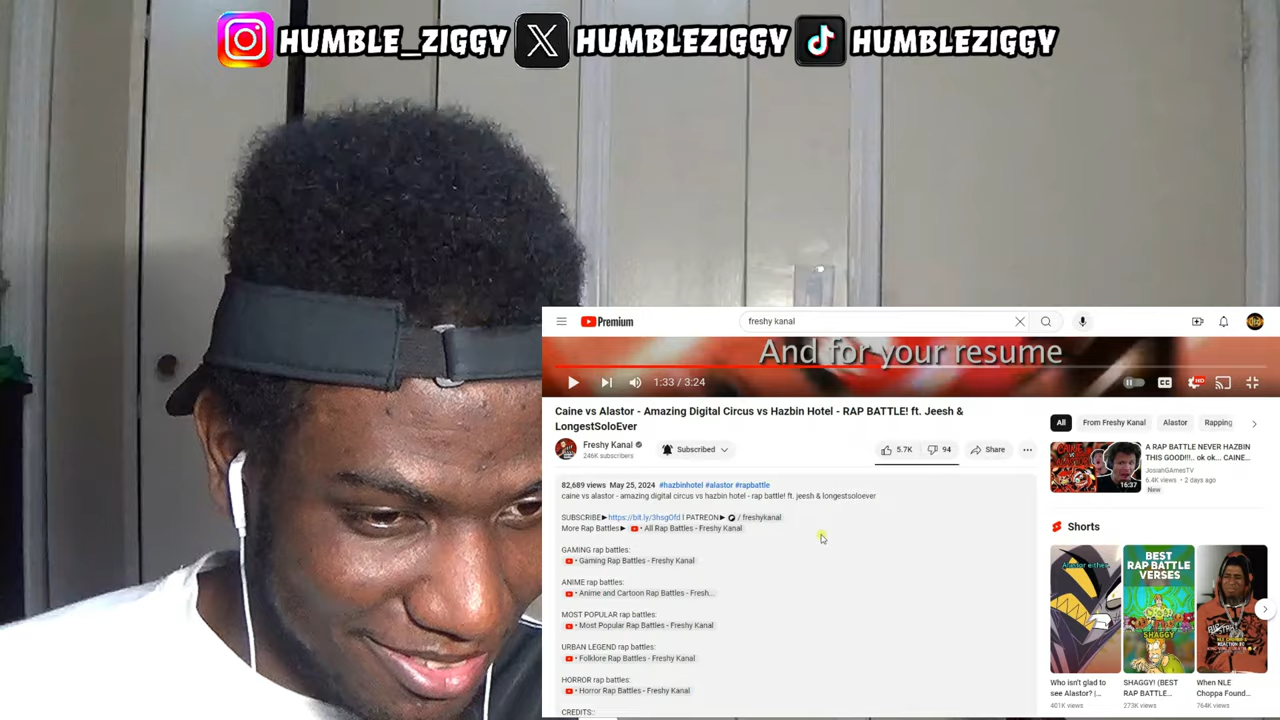 HUMBLE_ZIGGY HUMBLEZIGGY HUMBLEZIGGY
Premium
freshy kanal
And for your resume
1:33 / 3:24
CC
HD
Caine vs Alastor - Amazing Digital Circus vs Hazbin Hotel - RAP BATTLE! ft. Jeesh &
LongestSoloEver
Freshy Kanal
246K subscribers
Subscribed
5.7K
94
Share
82,689 views May 25, 2024 #hazbinhotel #alastor #rapbattle
caine vs alastor - amazing digital circus vs hazbin hotel - rap battle! ft. jeesh & longestsoloever
SUBSCRIBE►https://bit.ly/3hsgOfd l PATREON► / freshykanal
More Rap Battles► • All Rap Battles - Freshy Kanal
GAMING rap battles:
• Gaming Rap Battles - Freshy Kanal
ANIME rap battles:
• Anime and Cartoon Rap Battles - Fresh...
MOST POPULAR rap battles:
• Most Popular Rap Battles - Freshy Kanal
URBAN LEGEND rap battles:
• Folklore Rap Battles - Freshy Kanal
HORROR rap battles:
• Horror Rap Battles - Freshy Kanal
CREDITS::
All
From Freshy Kanal
Alastor
Rapping
A RAP BATTLE NEVER HAZBIN
THIS GOOD!!!.. ok ok... CAINE...
JosiahGAmesTV
6.4K views • 2 days ago
New
16:37
Shorts
Alastor either
BEST
RAP BATTLE
VERSES
SHAGGY
Who isn't glad to
see Alastor? |...
401K views
SHAGGY! (BEST
RAP BATTLE...
273K views
When NLE
Choppa Found...
764K views